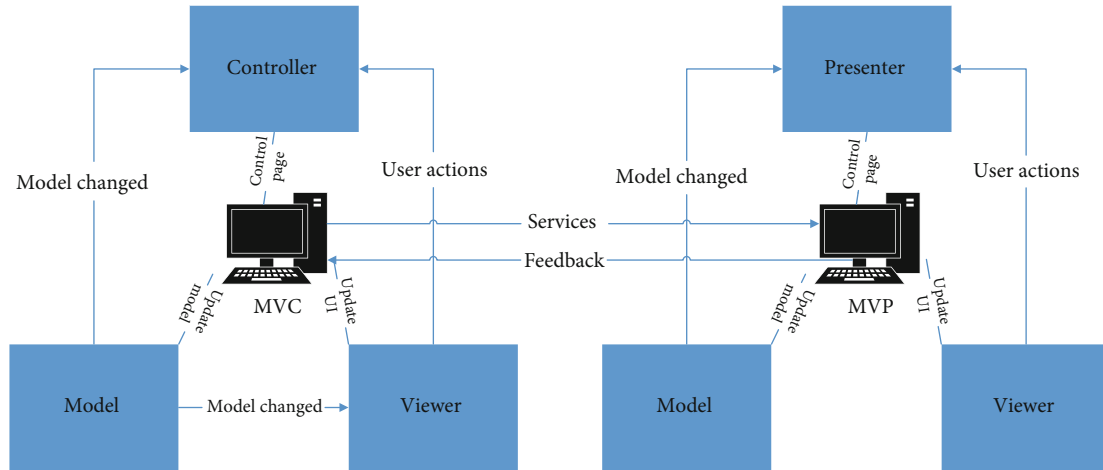 Controller
Control
page
Model changed
User actions
MVC
Update
model
Update
UI
Model
Model changed
Viewer
Services
Feedback
Presenter
Control
page
Model changed
User actions
MVP
Update
model
Update
UI
Model
Viewer